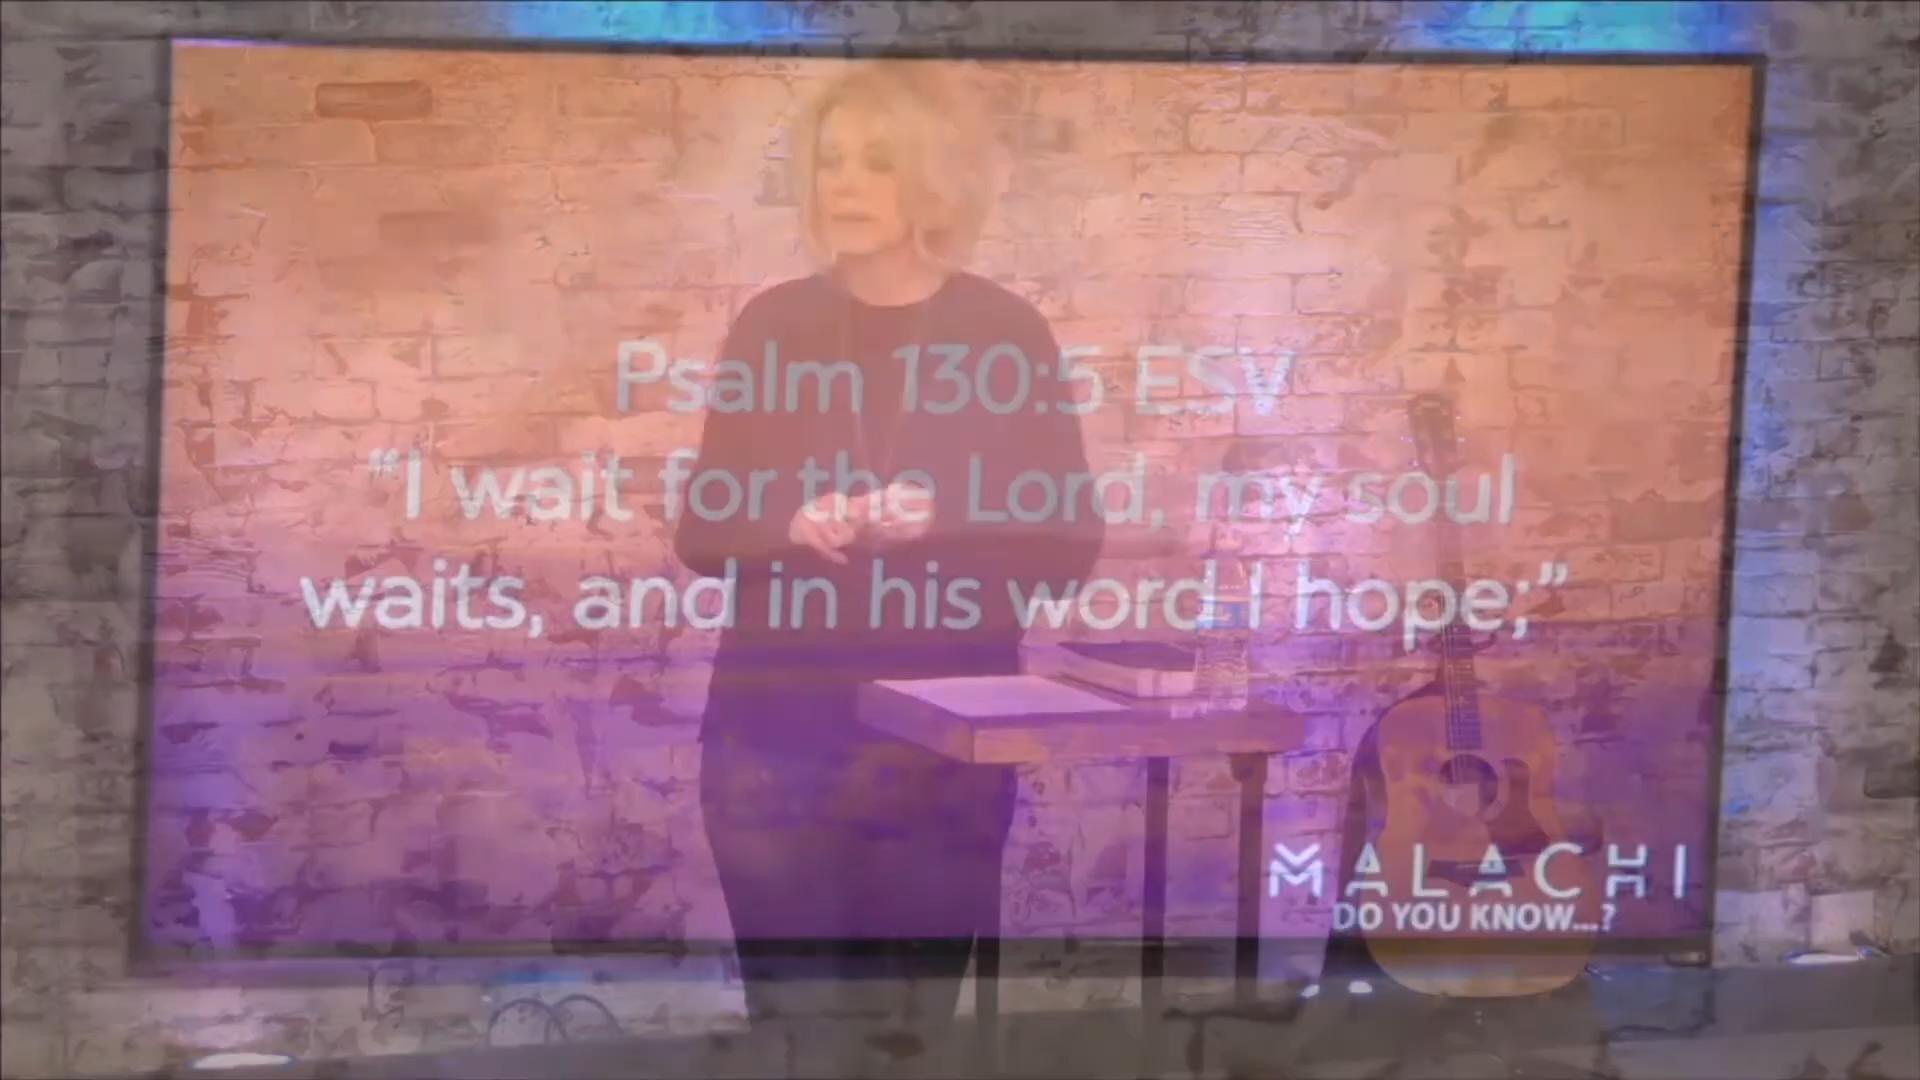 Psalm 130:5 ESV
“I wait for the Lord, my soul
waits, and in his word I hope;”
MALACHI
DO YOU KNOW...?